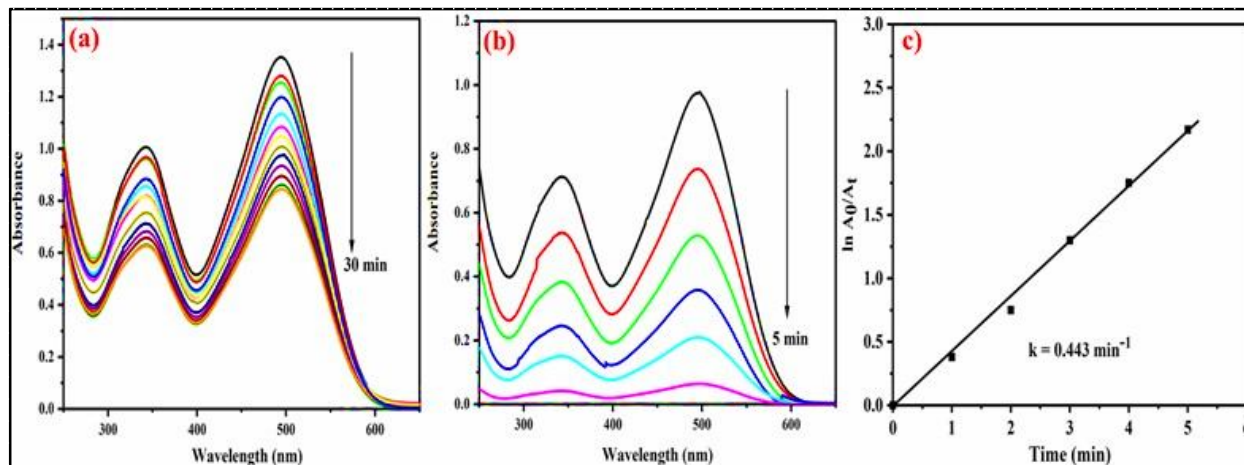 (a)
1.4
1.2
1.0
0.8
0.6
0.4
0.2
0.0
Absorbance
30 min
300 400 500 600
Wavelength (nm)
(b)
1.2
1.0
0.8
0.6
0.4
0.2
0.0
Absorbance
5 min
300 400 500 600
Wavelength (nm)
c)
3.0
2.5
2.0
1.5
1.0
0.5
0.0
ln A0/At
k = 0.443 min⁻¹
0 1 2 3 4 5 6
Time (min)